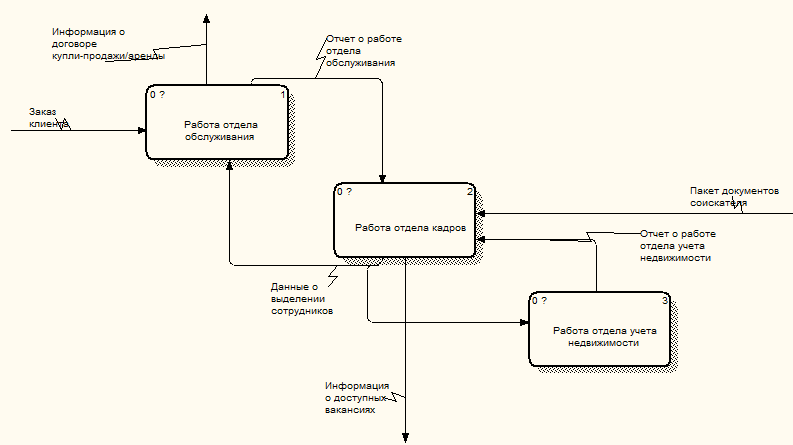 Информация о
договоре
купли-продажи/аренды
Отчет о работе
отдела
обслуживания
Заказ
клиента
0 ?
1
Работа отдела
обслуживания
0 ?
2
Работа отдела кадров
Пакет документов
соискателя
Отчет о работе
отдела учета
недвижимости
Данные о
выделении
сотрудников
0 ?
3
Работа отдела учета
недвижимости
Информация
о доступных
вакансиях